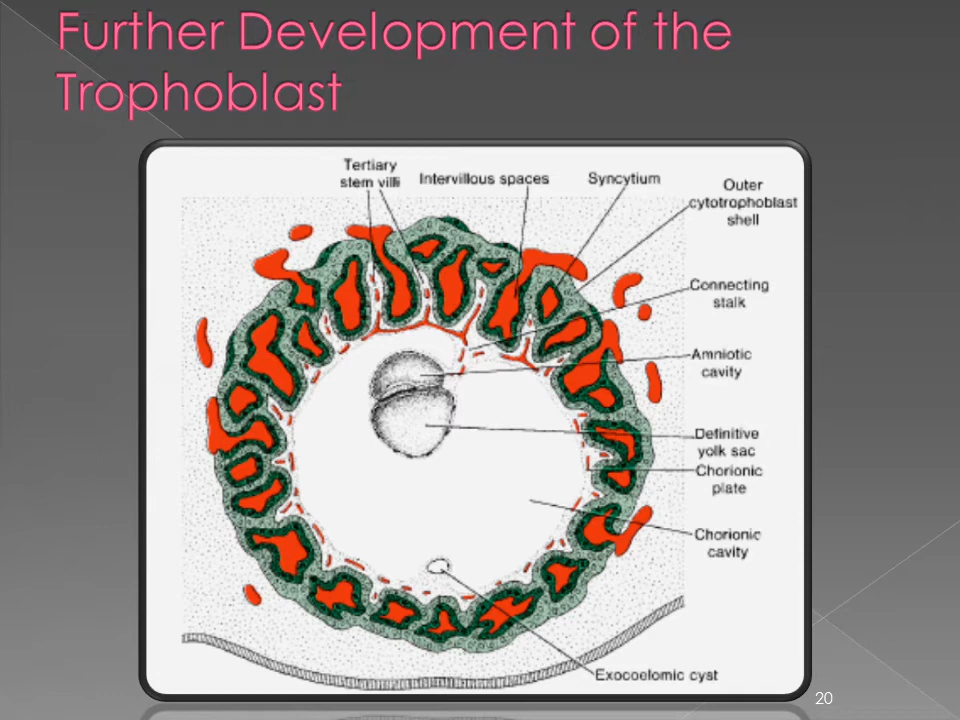 Further Development of the
Trophoblast
Tertiary
stem villi
Intervillous spaces
Syncytium
Outer
cytotrophoblast
shell
Connecting
stalk
Amniotic
cavity
Definitive
yolk sac
Chorionic
plate
Chorionic
cavity
Exocoelomic cyst
20